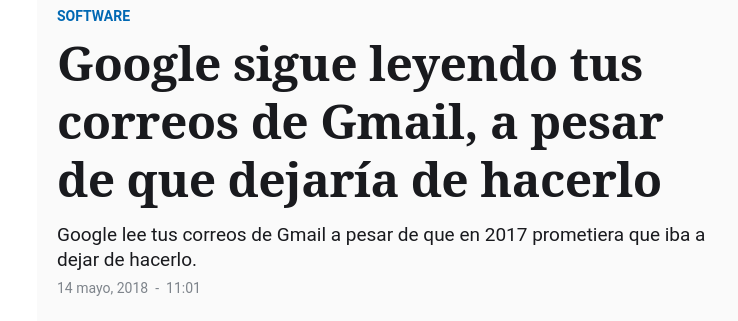 SOFTWARE
Google sigue leyendo tus
correos de Gmail, a pesar
de que dejaría de hacerlo
Google lee tus correos de Gmail a pesar de que en 2017 prometiera que iba a
dejar de hacerlo.
14 mayo, 2018 - 11:01